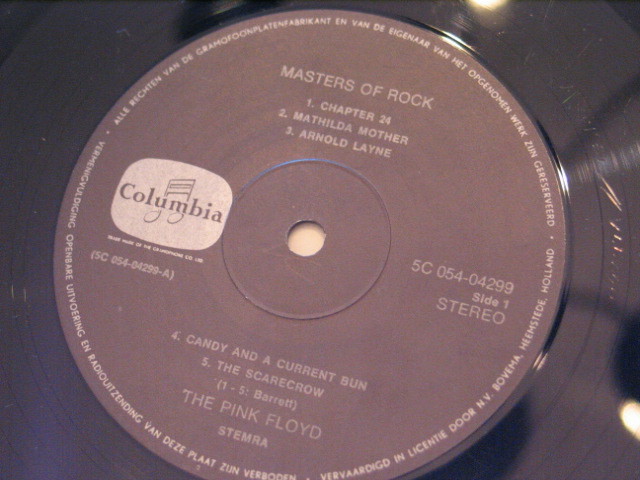 ALLE RECHTEN VAN DE GRAMOFOONPLATENFABRIKANT EN VAN DE EIGENAAR VAN HET OPGENOMEN WERK ZIJN GERESERVEERD •
MASTERS OF ROCK
1. CHAPTER 24
2. MATHILDA MOTHER
3. ARNOLD LAYNE
Columbia
TRADE MARK OF THE GRAMOPHONE CO. LTD.
(5C 054-04299-A)
5C 054-04299
Side 1
STEREO
4. CANDY AND A CURRENT BUN
5. THE SCARECROW
(1 - 5: Barrett)
THE PINK FLOYD
STEMRA
VERMENIGVULDIGING OPENBARE UITVOERING EN RADIOUITZENDING VAN DEZE PLAAT ZIJN VERBODEN •
VERVAARDIGD IN LICENTIE DOOR N.V. BOVEMA, HEEMSTEDE, HOLLAND •